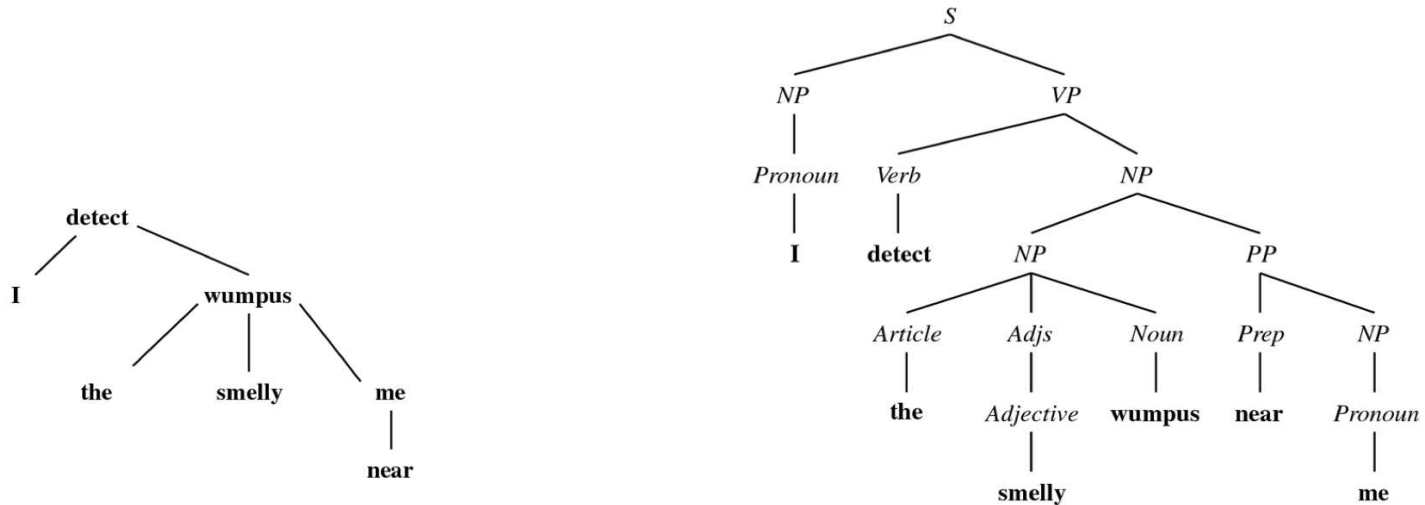 S
NP VP
Pronoun Verb NP
detect
I detect NP PP
I wumpus
Article Adjs Noun Prep NP
the smelly me
the Adjective wumpus near Pronoun
near
smelly me